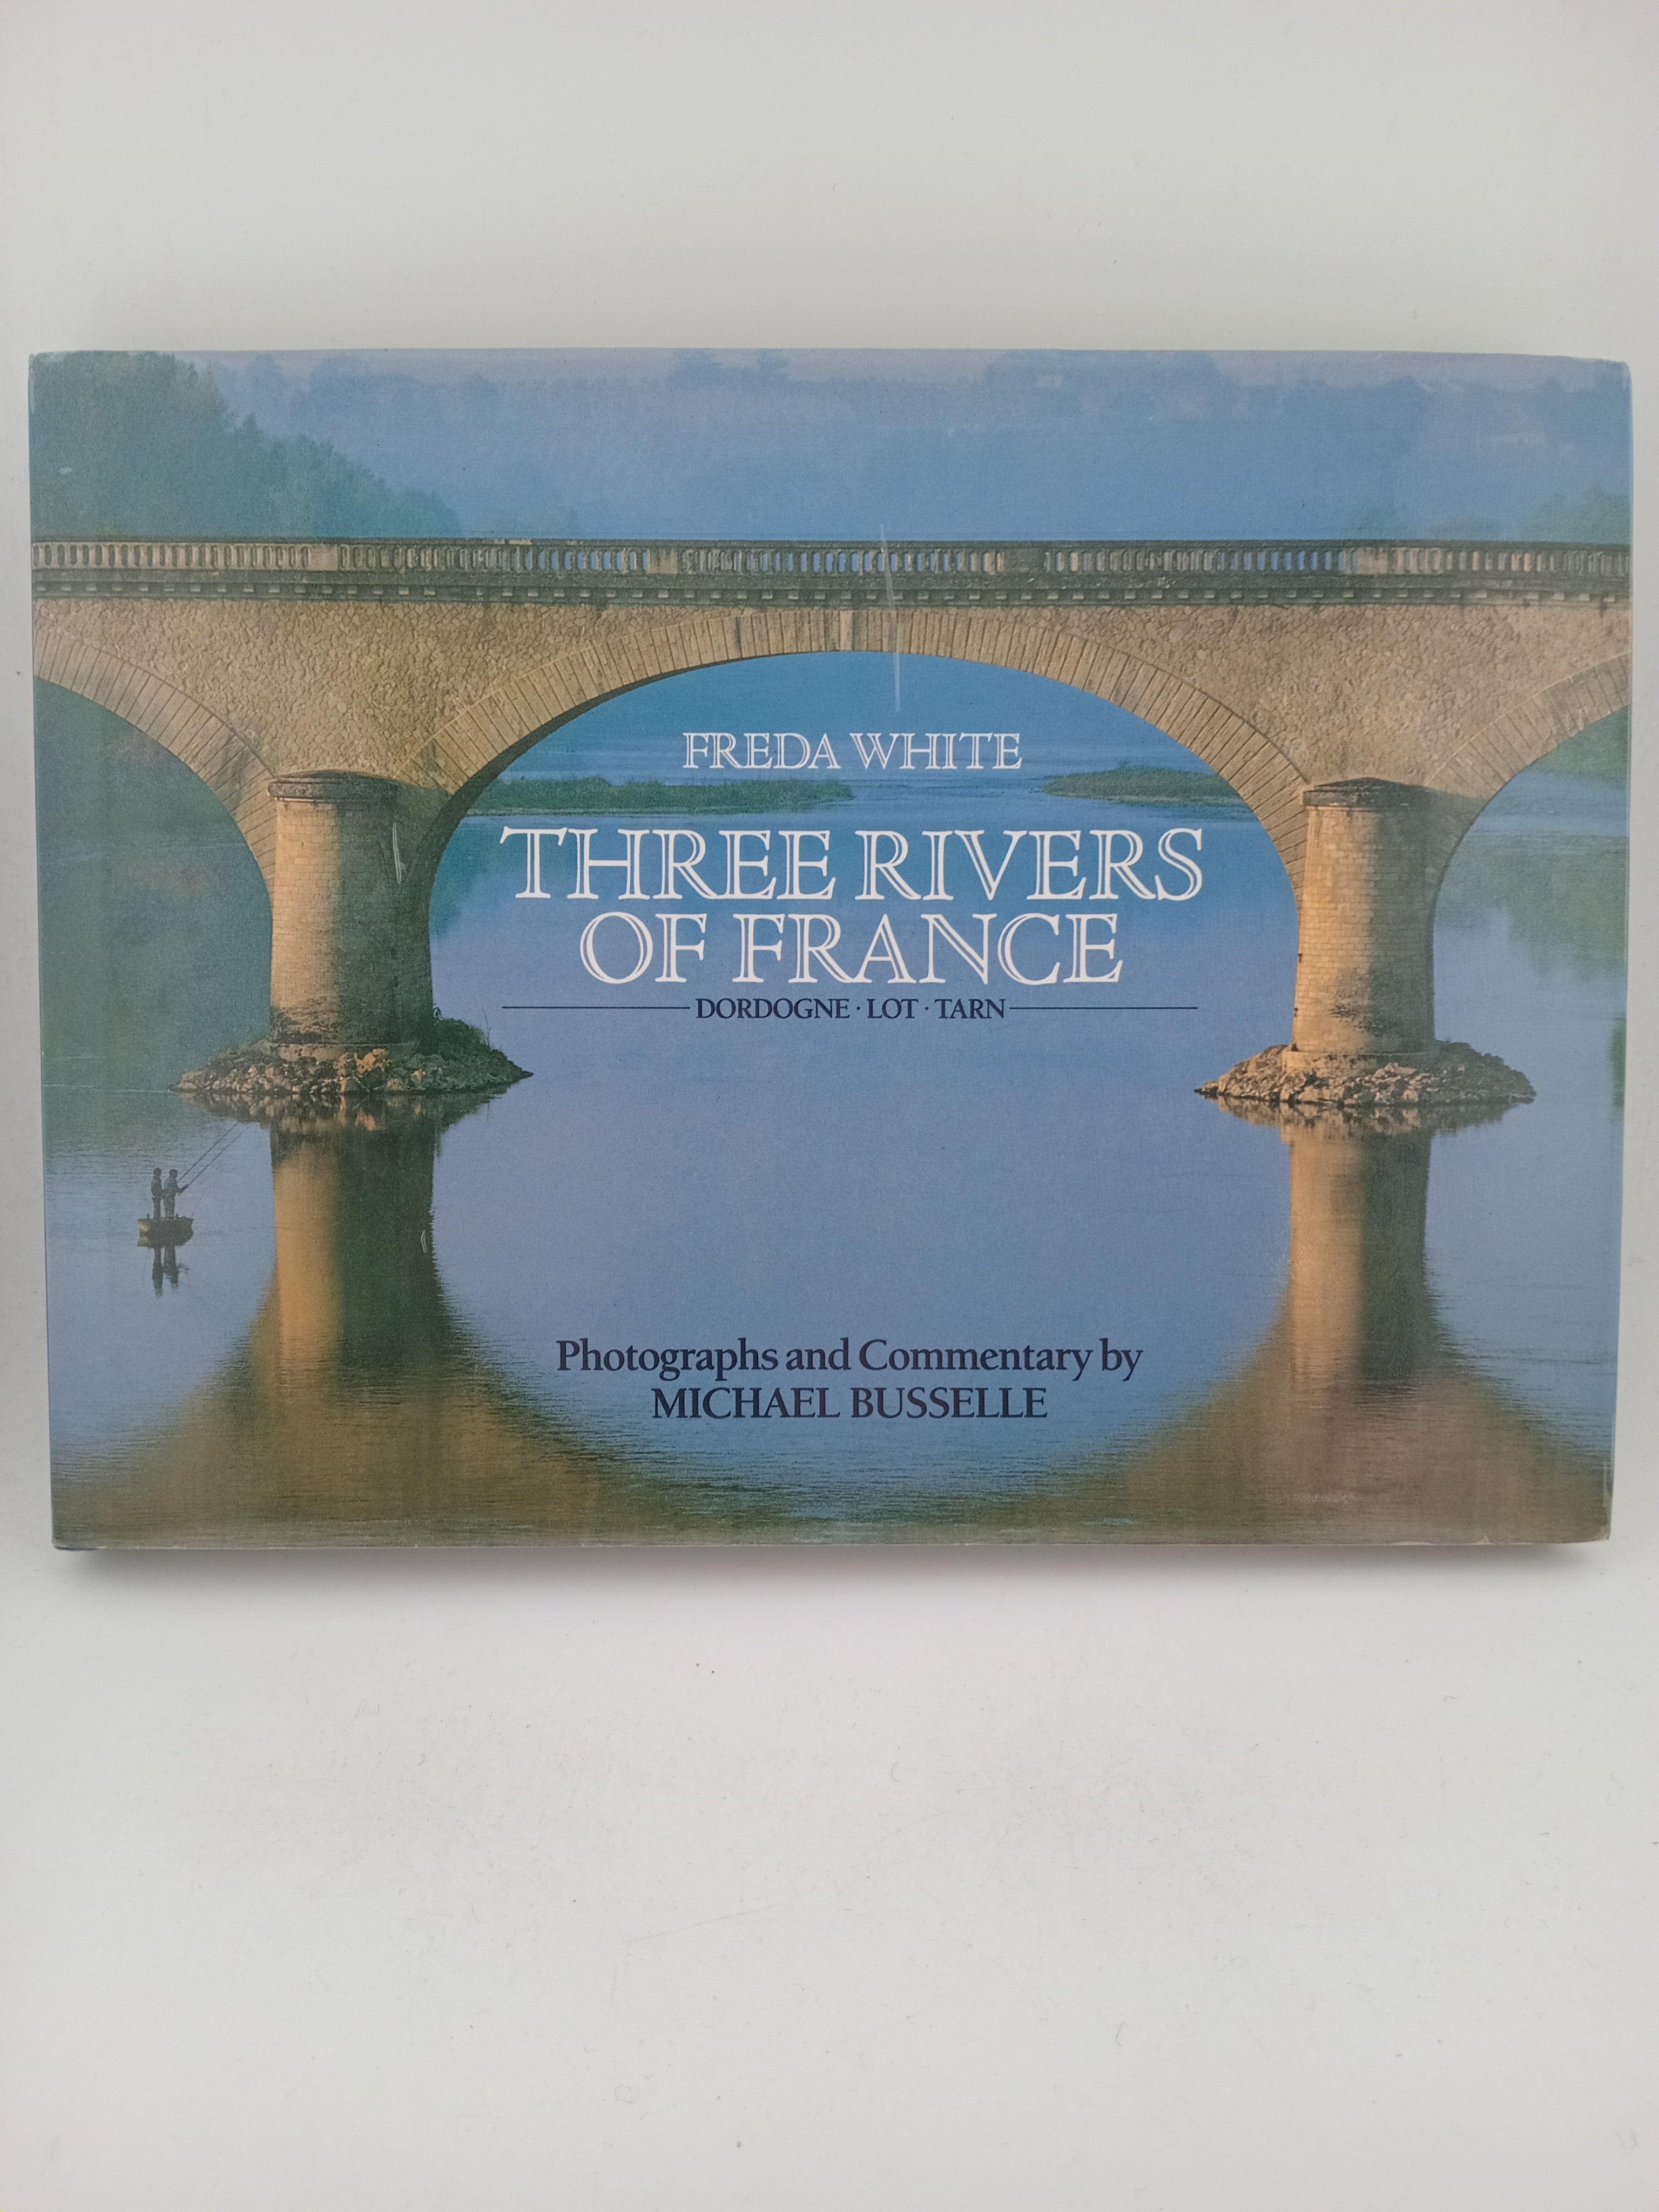 FREDA WHITE
THREE RIVERS
OF FRANCE
DORDOGNE · LOT · TARN
Photographs and Commentary by
MICHAEL BUSSELLE